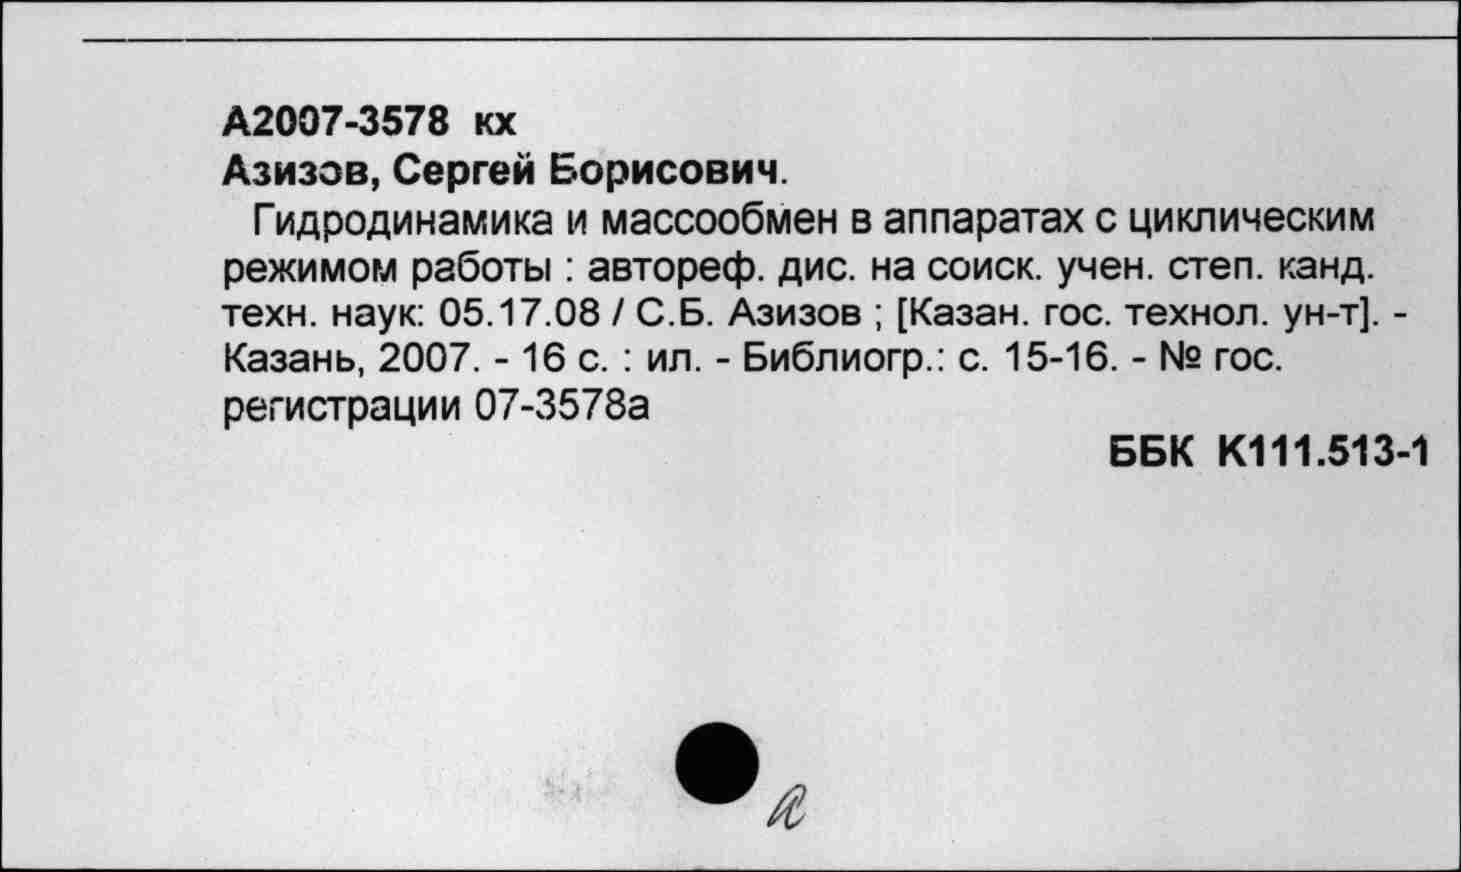 А2007-3578 кх
Азизов, Сергей Борисович.
Гидродинамика и массообмен в аппаратах с циклическим
режимом работы : автореф. дис. на соиск. учен. степ. канд.
техн. наук: 05.17.08 / С.Б. Азизов ; [Казан. гос. технол. ун-т]. -
Казань, 2007. - 16 с. : ил. - Библиогр.: с. 15-16. - № гос.
регистрации 07-3578а
ББК К111.513-1